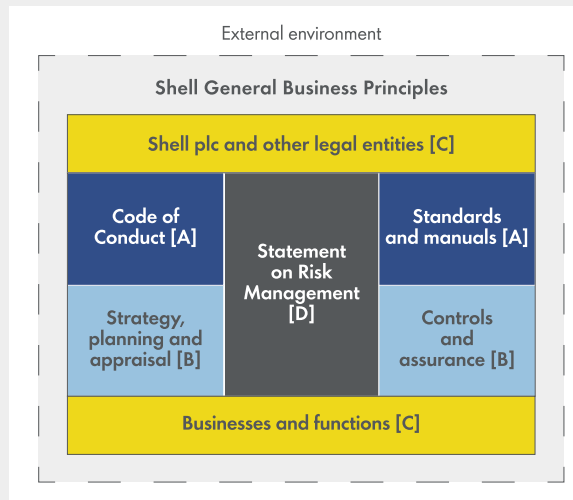 External environment
Shell General Business Principles
Shell plc and other legal entities [C]
Code of
Conduct [A]
Statement
on Risk
Management
[D]
Standards
and manuals [A]
Strategy,
planning and
appraisal [B]
Controls
and
assurance [B]
Businesses and functions [C]